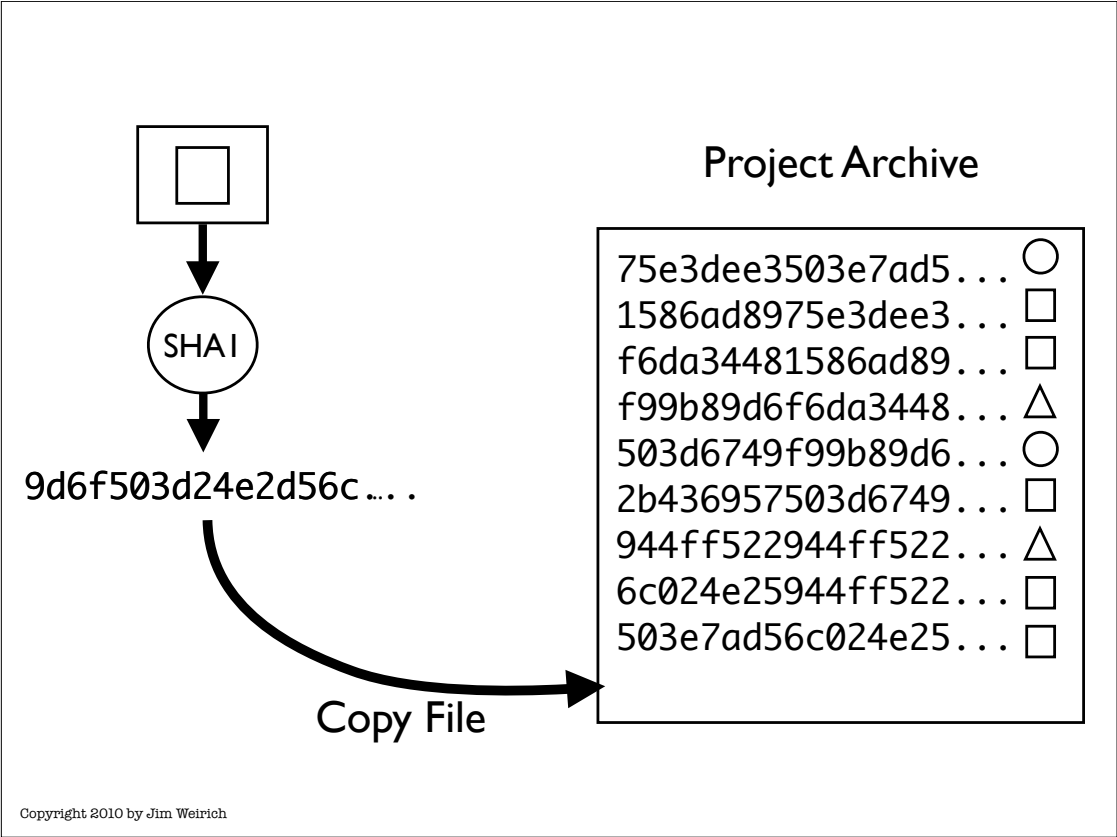 Project Archive
SHA1
9d6f503d24e2d56c....
75e3dee3503e7ad5...
1586ad8975e3dee3...
f6da34481586ad89...
f99b89d6f6da3448...
503d6749f99b89d6...
2b436957503d6749...
944ff522944ff522...
6c024e25944ff522...
503e7ad56c024e25...
Copy File
Copyright 2010 by Jim Weirich